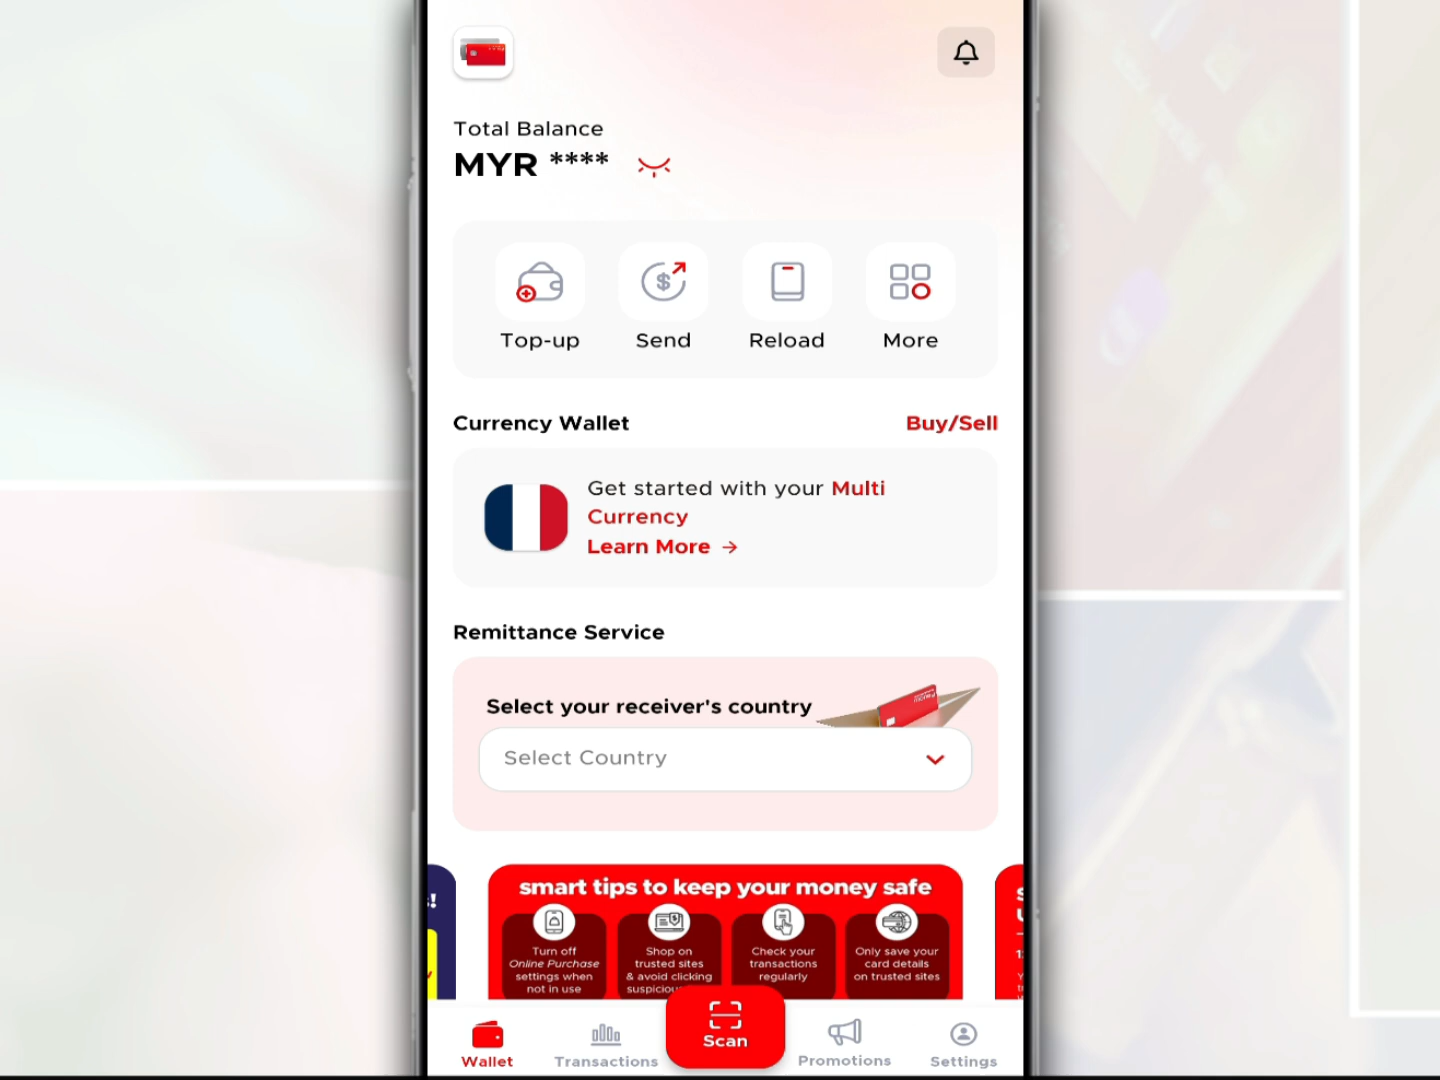 Total Balance
MYR ****
Top-up
Send
Reload
More
Currency Wallet
Buy/Sell
Get started with your Multi
Currency
Learn More →
Remittance Service
Select your receiver's country
Select Country
smart tips to keep your money safe
Turn off
Online Purchase
settings when
not in use
Shop on
trusted sites
& avoid clicking
Check your
transactions
regularly
Only save your
card details
on trusted sites
Scan
Wallet
Transactions
Promotions
Settings